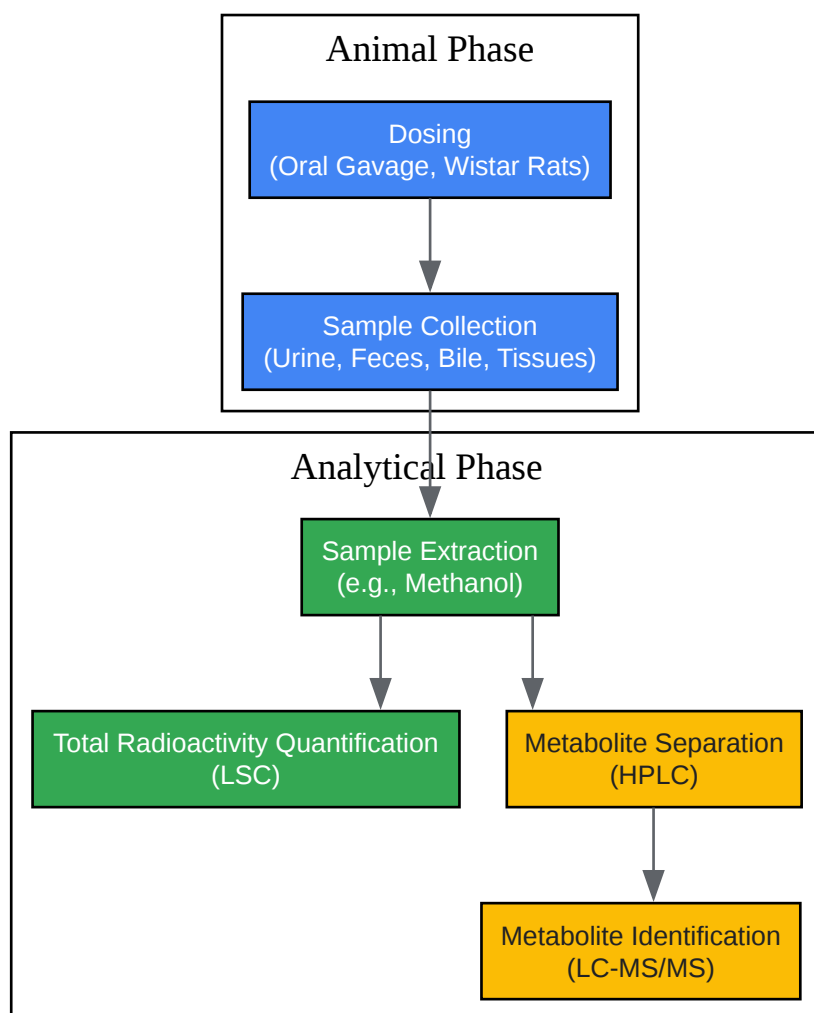 Animal Phase
Dosing
(Oral Gavage, Wistar Rats)
Sample Collection
(Urine, Feces, Bile, Tissues)
Analytical Phase
Sample Extraction
(e.g., Methanol)
Total Radioactivity Quantification
(LSC)
Metabolite Separation
(HPLC)
Metabolite Identification
(LC-MS/MS)